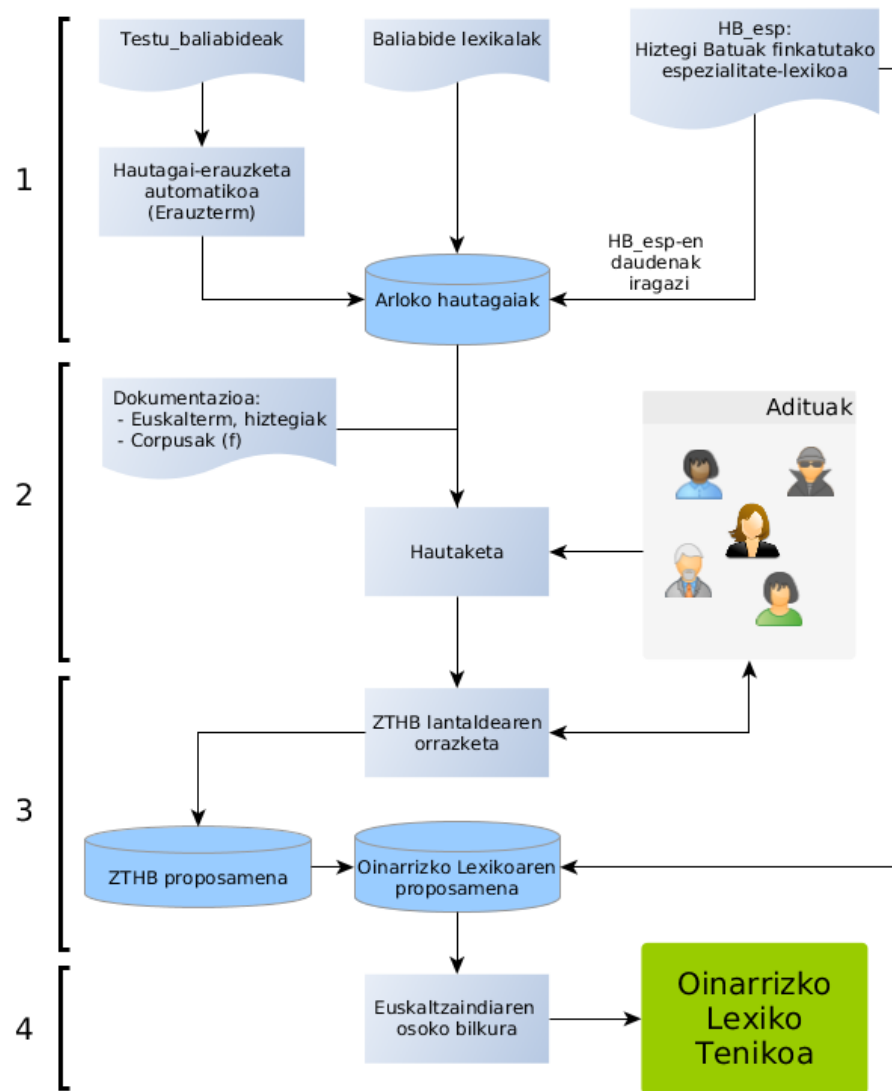 Testu_baliabideak
Baliabide lexikalak
HB_esp:
Hiztegi Batuak finkatutako
espezialitate-lexikoa
1
Hautagai-erauzketa
automatikoa
(Erauzterm)
HB_esp-en
daudenak
iragazi
Arloko hautagaiak
2
Dokumentazioa:
- Euskalterm, hiztegiak
- Corpusak (f)
Adituak
Hautaketa
3
ZTHB lantaldearen
orrazketa
ZTHB proposamena
Oinarrizko Lexikoaren
proposamena
4
Euskaltzaindiaren
osoko bilkura
Oinarrizko
Lexiko
Tenikoa